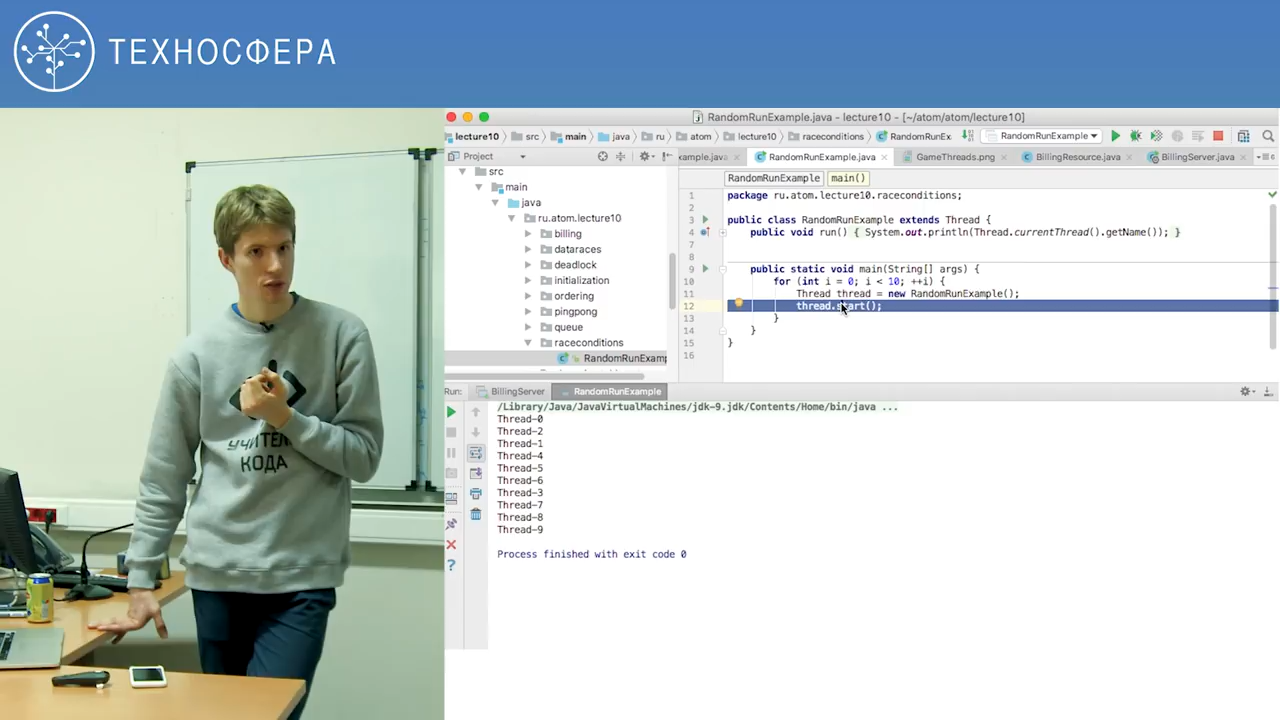 ТЕХНОСФЕРА
RandomRunExample.java - lecture10 - [~/atom/atom/lecture10]
lecture10 src main java ru atom lecture10 raceconditions RandomRunEx RandomRunExample
Project
xample.java RandomRunExample.java GameThreads.png BillingResource.java BillingServer.java
src
main
java
ru.atom.lecture10
billing
dataraces
deadlock
initialization
ordering
pingpong
queue
raceconditions
RandomRunExamp
RandomRunExample main()
1 package ru.atom.lecture10.raceconditions;
2
3 public class RandomRunExample extends Thread {
4 public void run() { System.out.println(Thread.currentThread().getName()); }
7
8
9 public static void main(String[] args) {
10 for (int i = 0; i < 10; ++i) {
11 Thread thread = new RandomRunExample();
12 thread.start();
13 }
14 }
15 }
16
Run: BillingServer RandomRunExample
/Library/Java/JavaVirtualMachines/jdk-9.jdk/Contents/Home/bin/java ...
Thread-0
Thread-2
Thread-1
Thread-4
Thread-5
Thread-6
Thread-3
Thread-7
Thread-8
Thread-9
Process finished with exit code 0
УЧИТЕЛ
КОДА